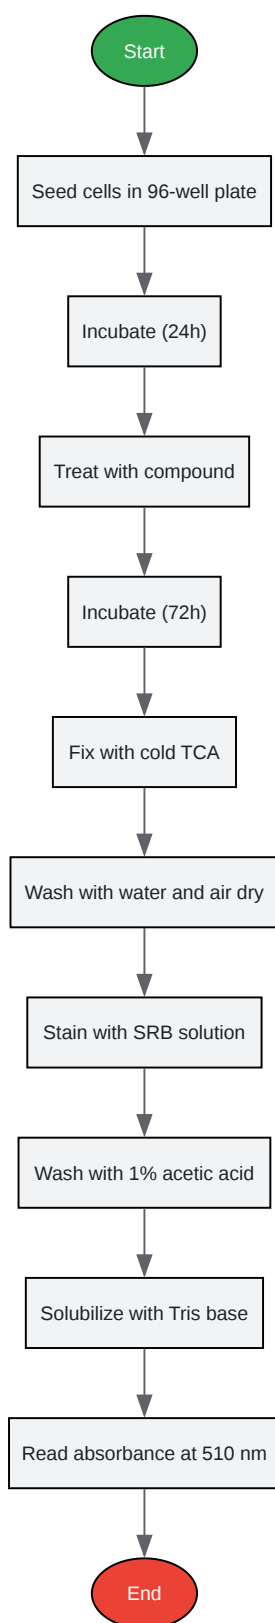 Start
Seed cells in 96-well plate
Incubate (24h)
Treat with compound
Incubate (72h)
Fix with cold TCA
Wash with water and air dry
Stain with SRB solution
Wash with 1% acetic acid
Solubilize with Tris base
Read absorbance at 510 nm
End